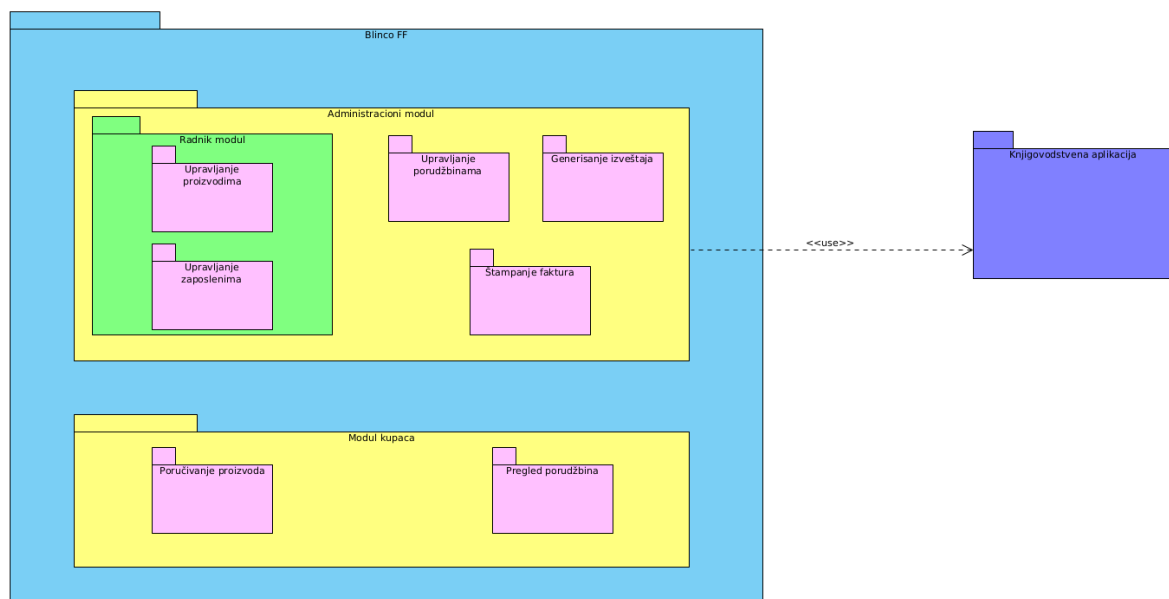 Blinco FF
Administracioni modul
Radnik modul
Upravljanje
proizvodima
Upravljanje
zaposlenima
Upravljanje
porudžbinama
Generisanje izveštaja
Štampanje faktura
<<use>>
Knjigovodstvena aplikacija
Modul kupaca
Poručivanje proizvoda
Pregled porudžbina